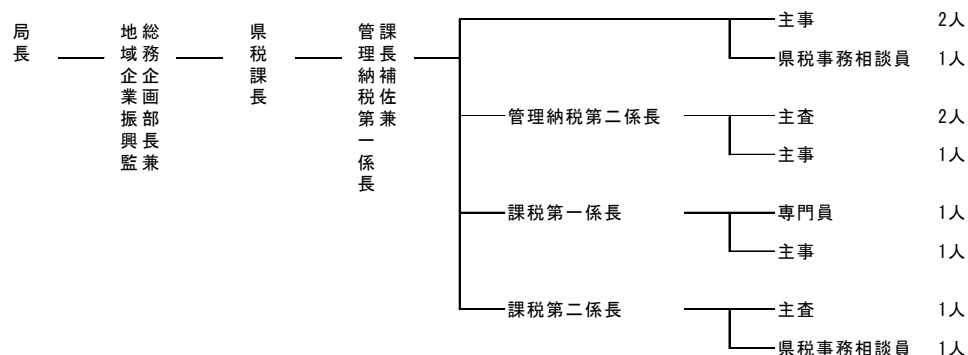 局長
総務企画部長兼
地域企業振興監
県税課長
課長補佐兼
管理納税第一係長
主事 2人
県税事務相談員 1人
管理納税第二係長 主査 2人
主事 1人
課税第一係長 専門員 1人
主事 1人
課税第二係長 主査 1人
県税事務相談員 1人